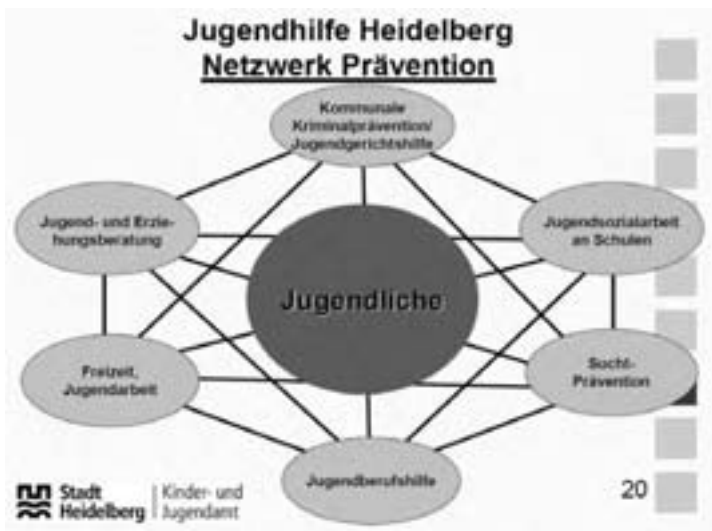 Jugendhilfe Heidelberg
Netzwerk Prävention
Kommunale
Kriminalprävention/
Jugendgerichtshilfe
Jugend- und Erzie-
hungsberatung
Jugendsozialarbeit
an Schulen
Jugendliche
Freizeit,
Jugendarbeit
Sucht-
Prävention
Jugendberufshilfe
Stadt
Heidelberg
Kinder- und
Jugendamt
20